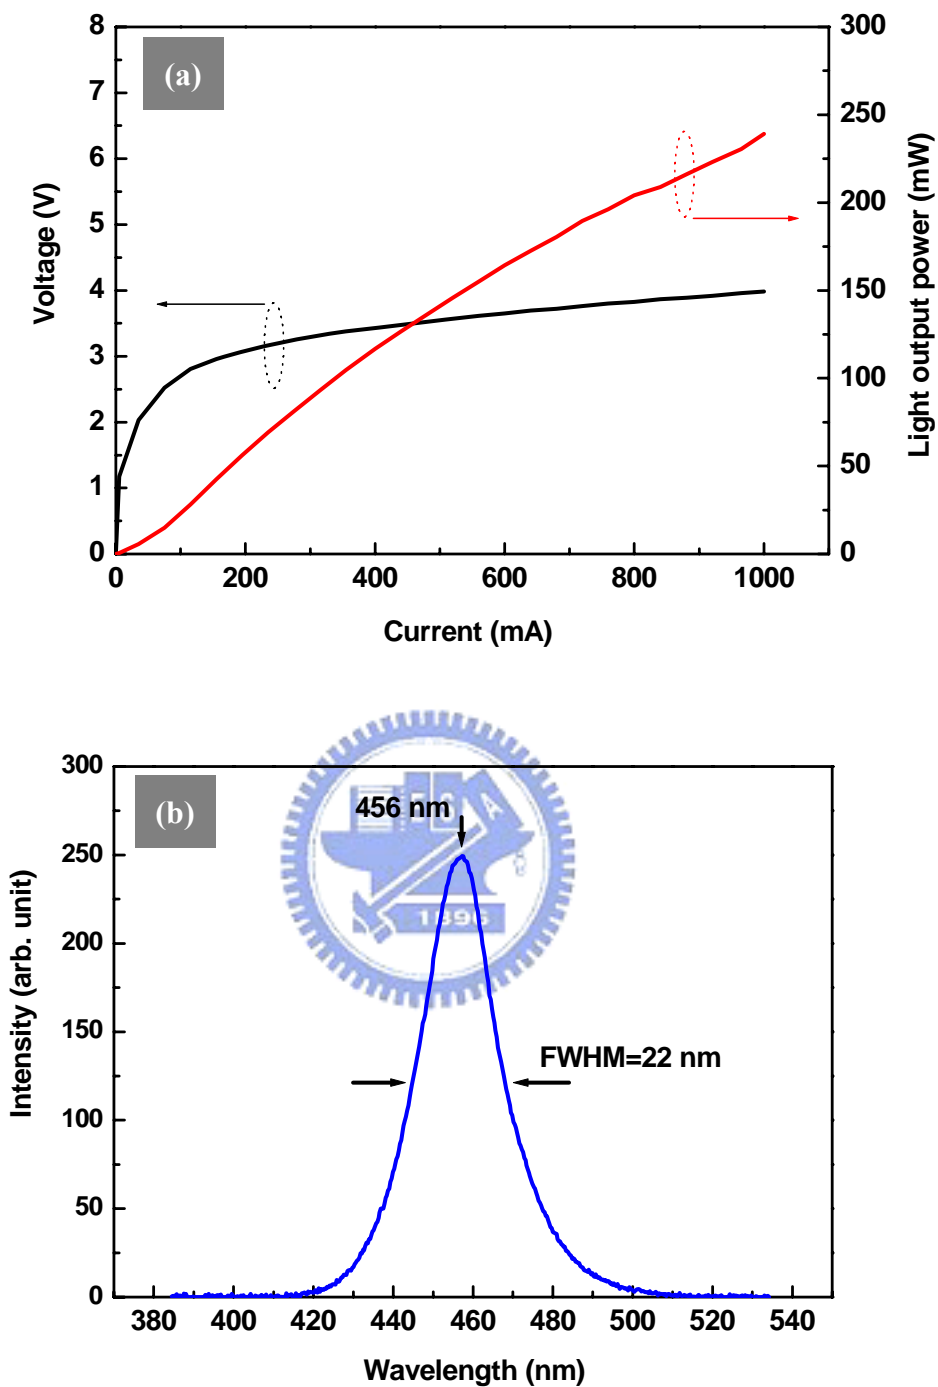 (a)
8
7
6
5
4
3
2
1
0
Voltage (V)
300
250
200
150
100
50
0
Light output power (mW)
0 200 400 600 800 1000
Current (mA)
(b)
300
250
200
150
100
50
0
Intensity (arb. unit)
456 nm
A
1896
FWHM=22 nm
380 400 420 440 460 480 500 520 540
Wavelength (nm)